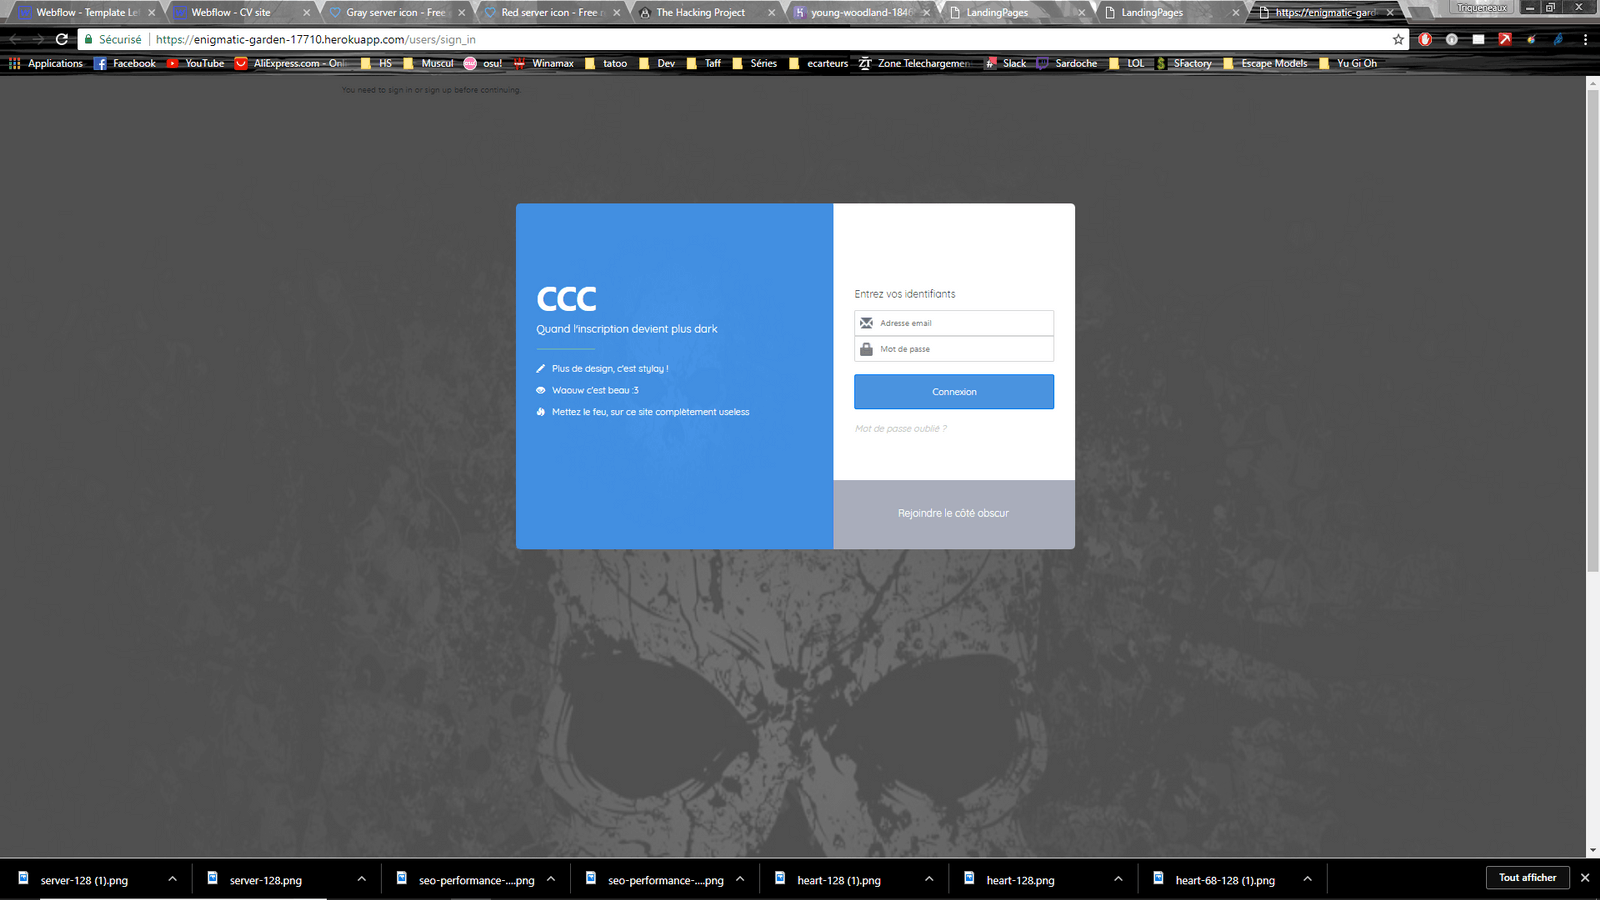 Webflow - Template Le
Webflow - CV site
Gray server icon - Free
Red server icon - Free
The Hacking Project
young-woodland-1846
LandingPages
LandingPages
https://enigmatic-gard
Triqueneaux
Sécurisé
https://enigmatic-garden-17710.herokuapp.com/users/sign_in
Applications
Facebook
YouTube
AliExpress.com - Onl
HS
Muscul
osu!
Winamax
tatoo
Dev
Taff
Séries
ecarteurs
Zone Telechargemen
Slack
Sardoche
LOL
SFactory
Escape Models
Yu Gi Oh
You need to sign in or sign up before continuing.
CCC
Quand l'inscription devient plus dark
Plus de design, c'est stylay !
Waouw c'est beau :3
Mettez le feu, sur ce site complètement useless
Entrez vos identifiants
Adresse email
Mot de passe
Connexion
Mot de passe oublié ?
Rejoindre le côté obscur
server-128 (1).png
server-128.png
seo-performance-....png
seo-performance-....png
heart-128 (1).png
heart-128.png
heart-68-128 (1).png
Tout afficher